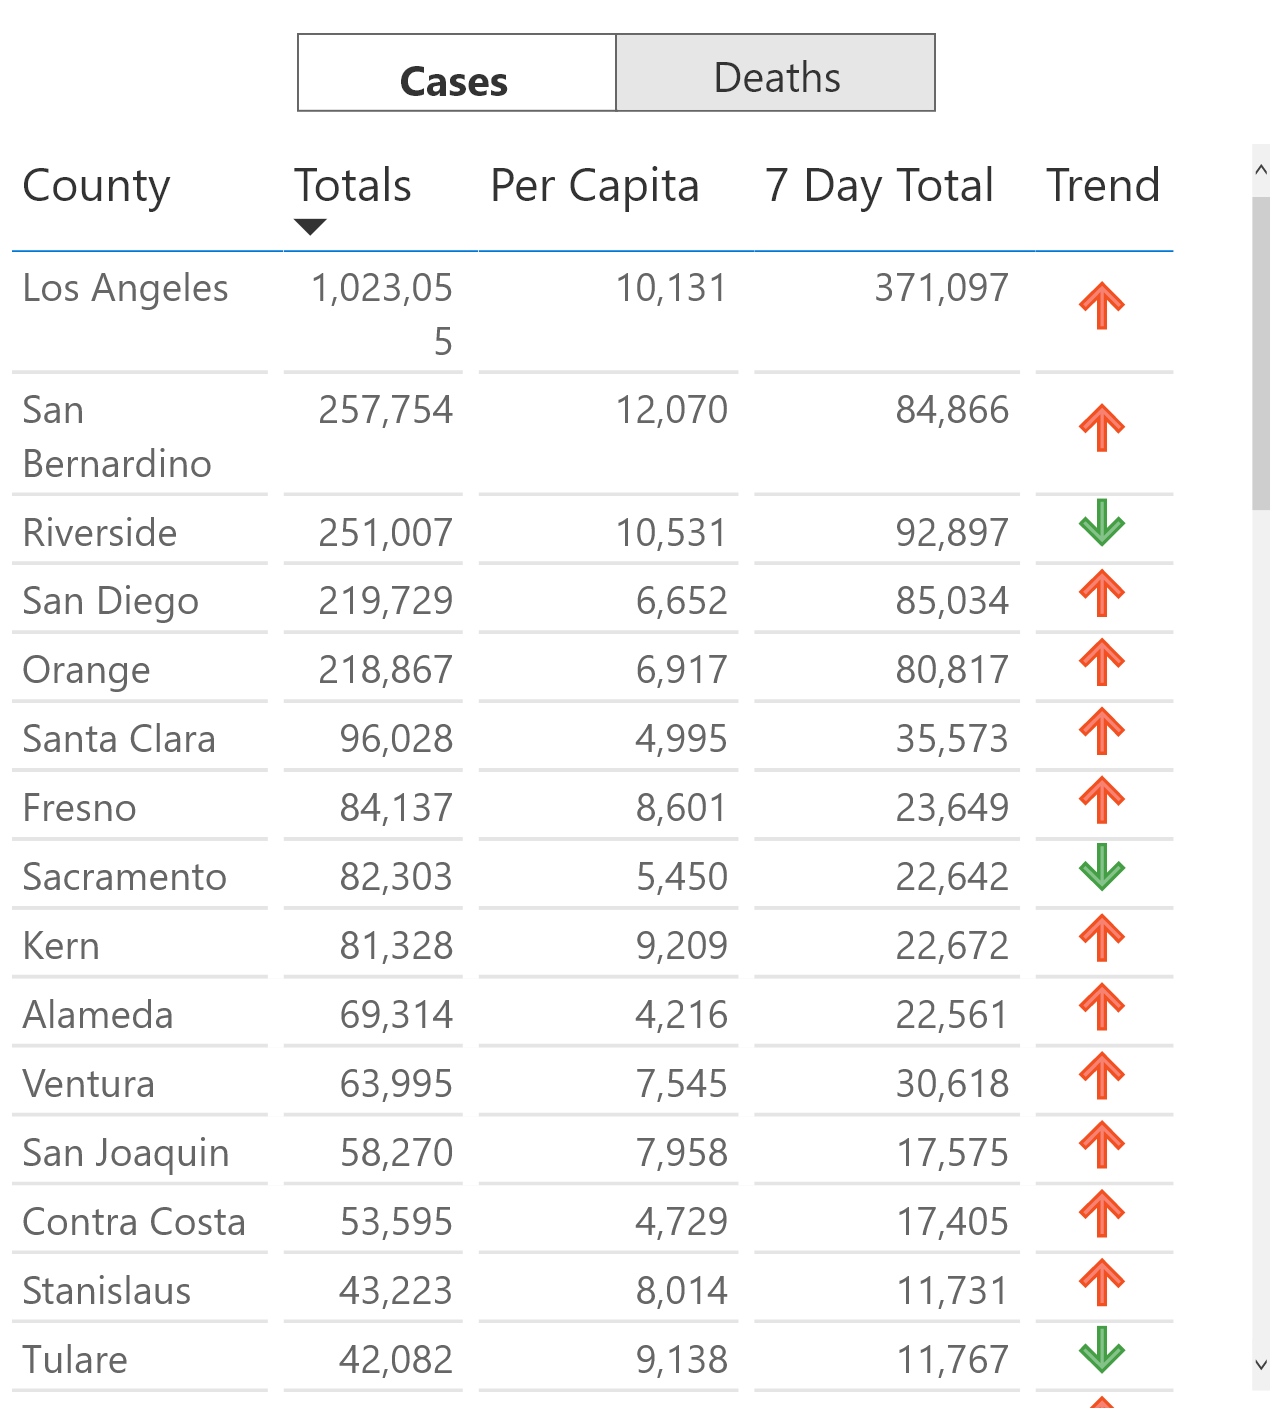 Cases Deaths
County Totals Per Capita 7 Day Total Trend
Los Angeles 1,023,05 10,131 371,097
5
San 257,754 12,070 84,866
Bernardino
Riverside 251,007 10,531 92,897
San Diego 219,729 6,652 85,034
Orange 218,867 6,917 80,817
Santa Clara 96,028 4,995 35,573
Fresno 84,137 8,601 23,649
Sacramento 82,303 5,450 22,642
Kern 81,328 9,209 22,672
Alameda 69,314 4,216 22,561
Ventura 63,995 7,545 30,618
San Joaquin 58,270 7,958 17,575
Contra Costa 53,595 4,729 17,405
Stanislaus 43,223 8,014 11,731
Tulare 42,082 9,138 11,767